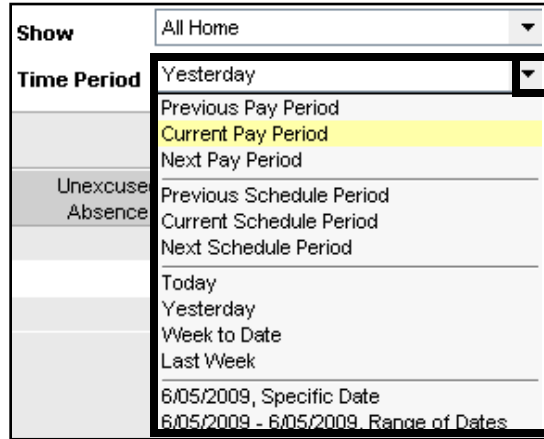 Show All Home
Time Period Yesterday
Previous Pay Period
Current Pay Period
Next Pay Period
Unexcused
Absence
Previous Schedule Period
Current Schedule Period
Next Schedule Period
Today
Yesterday
Week to Date
Last Week
6/05/2009, Specific Date
6/05/2009 - 6/05/2009, Range of Dates